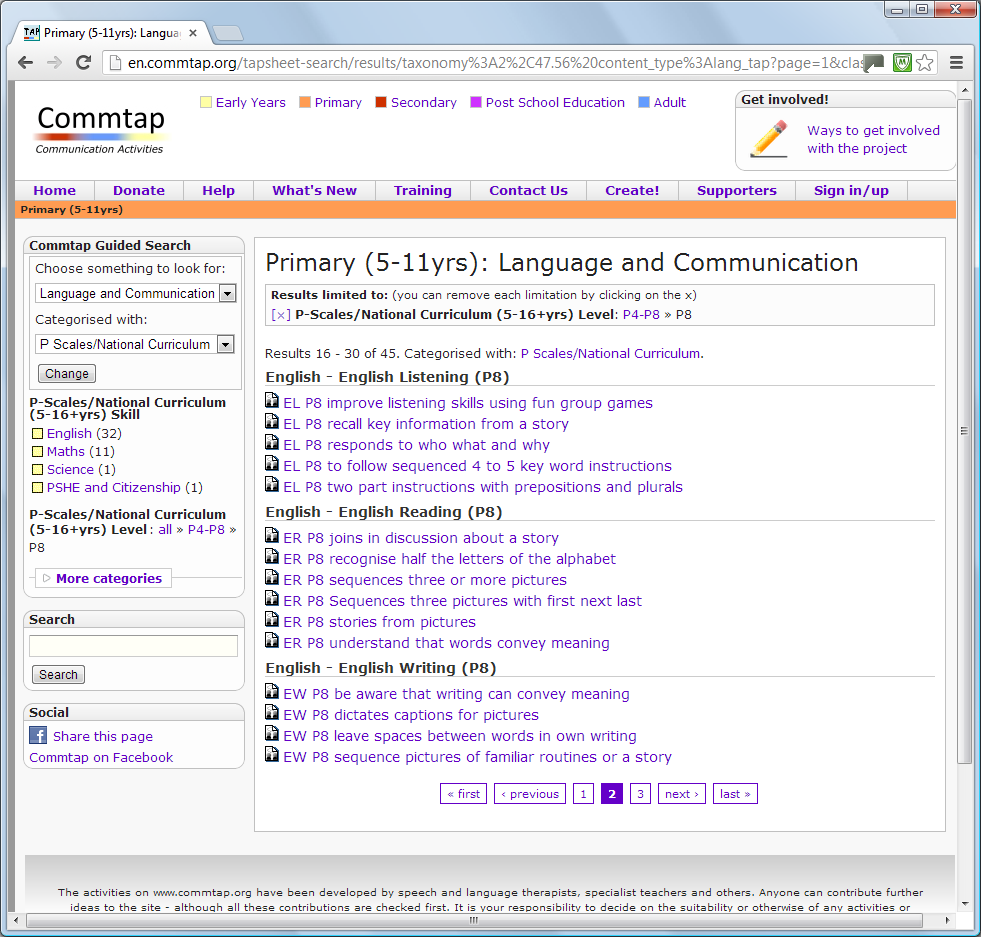 Primary (5-11yrs): Langua
en.commtap.org/tapsheet-search/results/taxonomy%3A2%2C47.56%20content_type%3Alang_tap?page=1&clas
Commtap
Communication Activities
Early Years Primary Secondary Post School Education Adult
Get involved!
Ways to get involved
with the project
Home Donate Help What's New Training Contact Us Create! Supporters Sign in/up
Primary (5-11yrs)
Commtap Guided Search
Choose something to look for:
Language and Communication
Categorised with:
P Scales/National Curriculum
Change
P-Scales/National Curriculum
(5-16+yrs) Skill
English (32)
Maths (11)
Science (1)
PSHE and Citizenship (1)
P-Scales/National Curriculum
(5-16+yrs) Level: all » P4-P8 »
P8
More categories
Search
Search
Social
Share this page
Commtap on Facebook
Primary (5-11yrs): Language and Communication
Results limited to: (you can remove each limitation by clicking on the x)
[x] P-Scales/National Curriculum (5-16+yrs) Level: P4-P8 » P8
Results 16 - 30 of 45. Categorised with: P Scales/National Curriculum.
English - English Listening (P8)
EL P8 improve listening skills using fun group games
EL P8 recall key information from a story
EL P8 responds to who what and why
EL P8 to follow sequenced 4 to 5 key word instructions
EL P8 two part instructions with prepositions and plurals
English - English Reading (P8)
ER P8 joins in discussion about a story
ER P8 recognise half the letters of the alphabet
ER P8 sequences three or more pictures
ER P8 Sequences three pictures with first next last
ER P8 stories from pictures
ER P8 understand that words convey meaning
English - English Writing (P8)
EW P8 be aware that writing can convey meaning
EW P8 dictates captions for pictures
EW P8 leave spaces between words in own writing
EW P8 sequence pictures of familiar routines or a story
« first ‹ previous 1 2 3 next › last »
The activities on www.commtap.org have been developed by speech and language therapists, specialist teachers and others. Anyone can contribute further
ideas to the site - although all these contributions are checked first. It is your responsibility to decide on the suitability or otherwise of any activities or